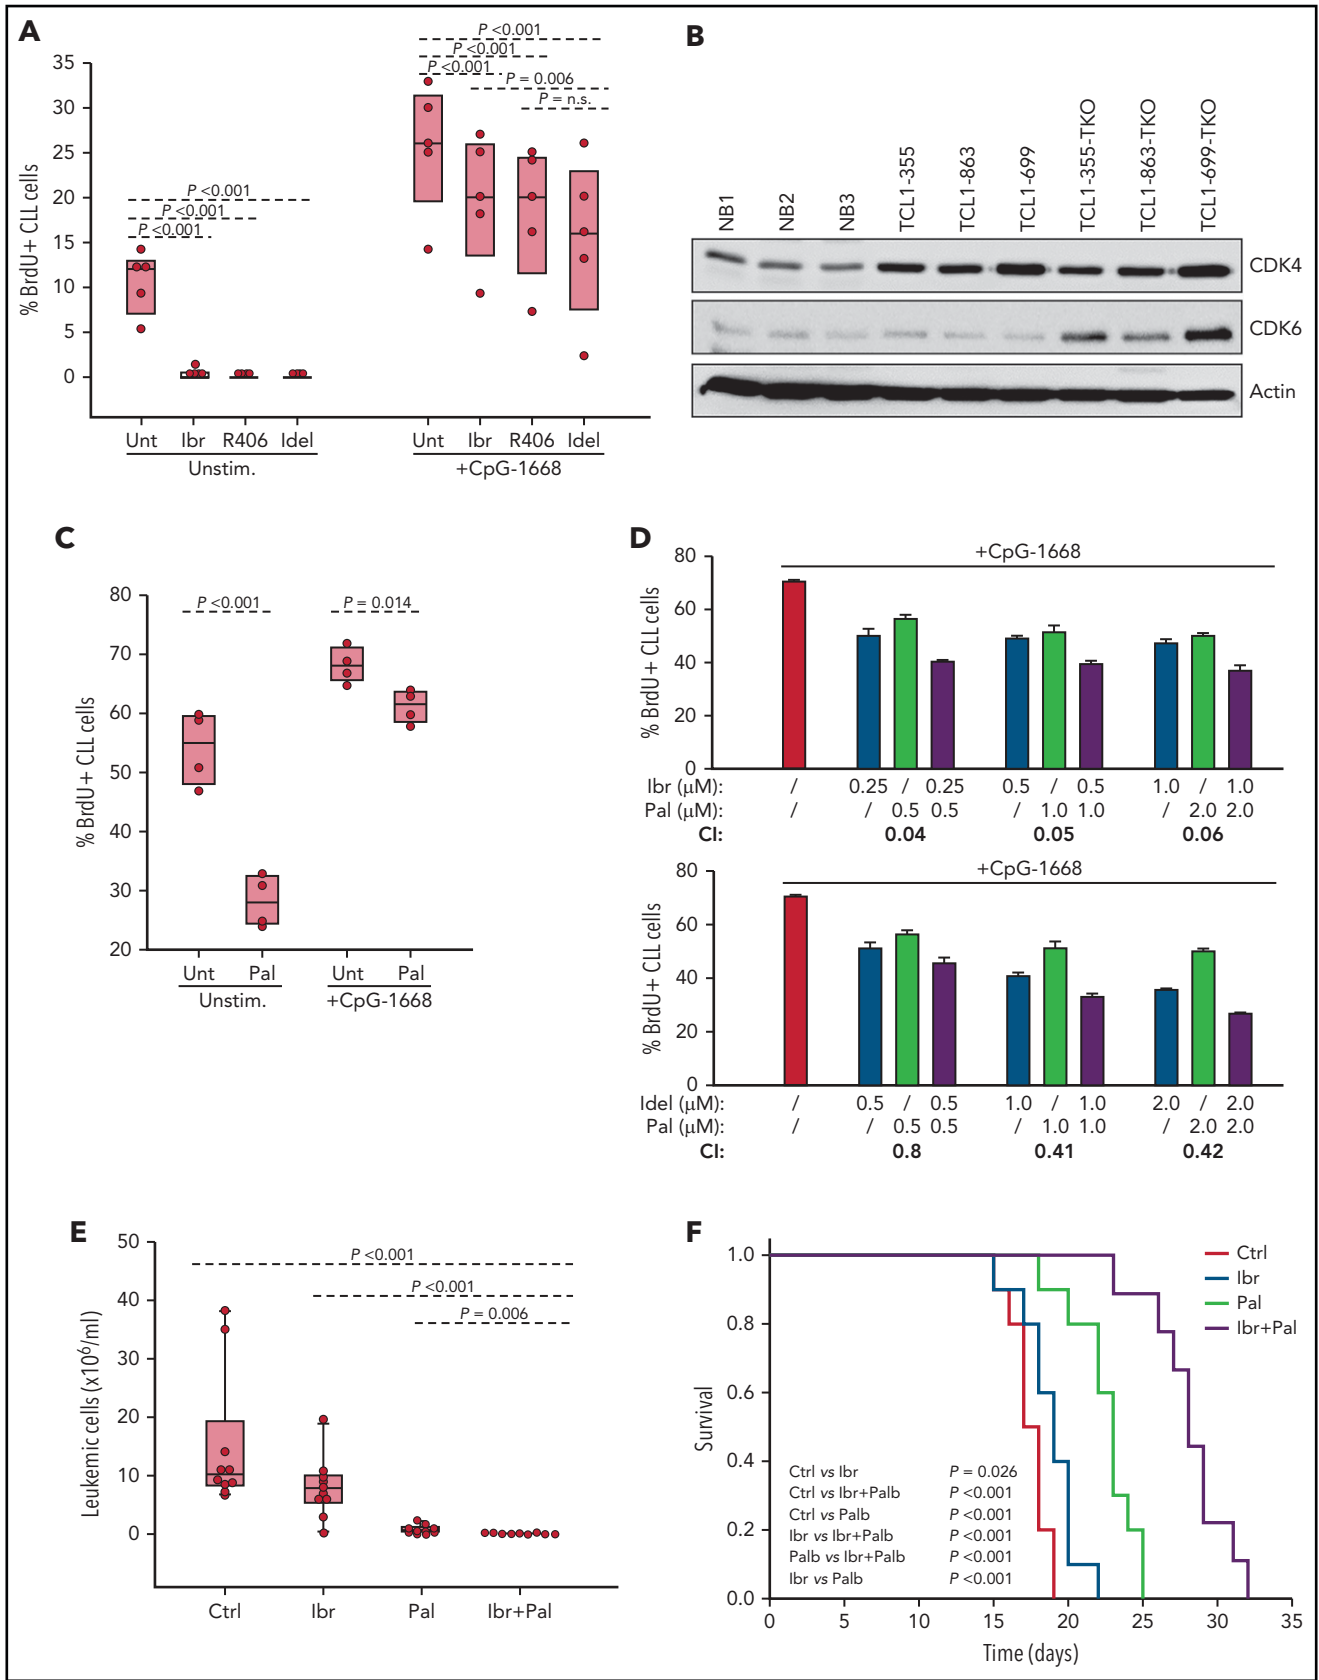 A
P <0.001
P <0.001
P <0.001
P = 0.006
P = n.s.
P <0.001
P <0.001
P <0.001
% BrdU+ CLL cells
35
30
25
20
15
10
5
0
Unt Ibr R406 Idel Unt Ibr R406 Idel
Unstim. +CpG-1668
B
NB1 NB2 NB3 TCL1-355 TCL1-863 TCL1-699 TCL1-355-TKO TCL1-863-TKO TCL1-699-TKO
CDK4
CDK6
Actin
C
P <0.001 P = 0.014
% BrdU+ CLL cells
80
70
60
50
40
30
20
Unt Pal Unt Pal
Unstim. +CpG-1668
D
+CpG-1668
% BrdU+ CLL cells
80
60
40
20
0
Ibr (µM): / 0.25 / 0.25 0.5 / 0.5 1.0 / 1.0
Pal (µM): / / 0.5 0.5 / 1.0 1.0 / 2.0 2.0
CI: 0.04 0.05 0.06
+CpG-1668
% BrdU+ CLL cells
80
60
40
20
0
Idel (µM): / 0.5 / 0.5 1.0 / 1.0 2.0 / 2.0
Pal (µM): / / 0.5 0.5 / 1.0 1.0 / 2.0 2.0
CI: 0.8 0.41 0.42
E
P <0.001
P <0.001
P = 0.006
Leukemic cells (x10⁶/ml)
50
40
30
20
10
0
Ctrl Ibr Pal Ibr+Pal
F
Survival
1.0
0.8
0.6
0.4
0.2
0.0
Ctrl
Ibr
Pal
Ibr+Pal
Ctrl vs Ibr P = 0.026
Ctrl vs Ibr+Palb P <0.001
Ctrl vs Palb P <0.001
Ibr vs Ibr+Palb P <0.001
Palb vs Ibr+Palb P <0.001
Ibr vs Palb P <0.001
0 5 10 15 20 25 30 35
Time (days)